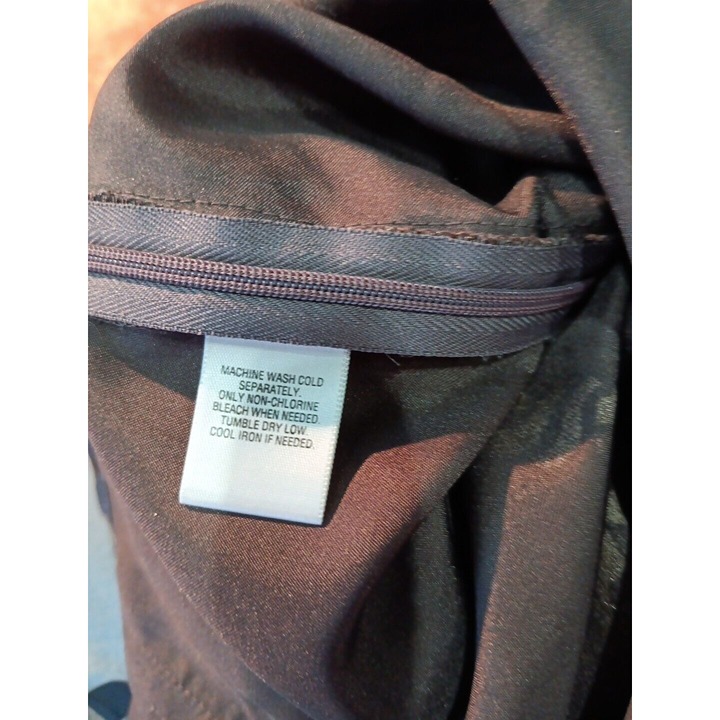 MACHINE WASH COLD
SEPARATELY.
ONLY NON-CHLORINE
BLEACH WHEN NEEDED.
TUMBLE DRY LOW
COOL IRON IF NEEDED.